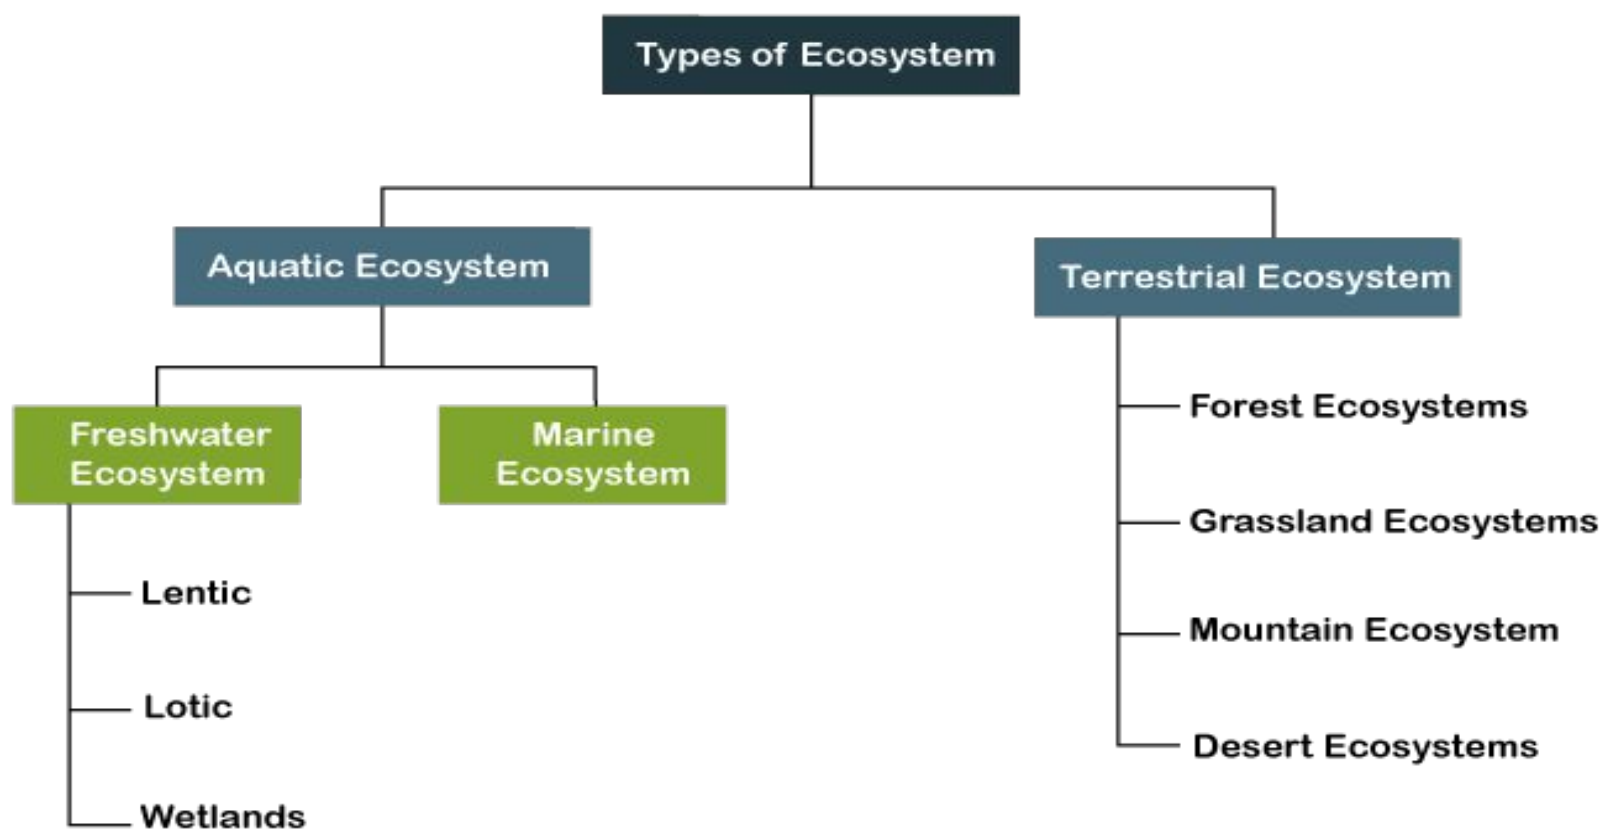 Types of Ecosystem
Aquatic Ecosystem
Terrestrial Ecosystem
Freshwater
Ecosystem
Marine
Ecosystem
Lentic
Lotic
Wetlands
Forest Ecosystems
Grassland Ecosystems
Mountain Ecosystem
Desert Ecosystems